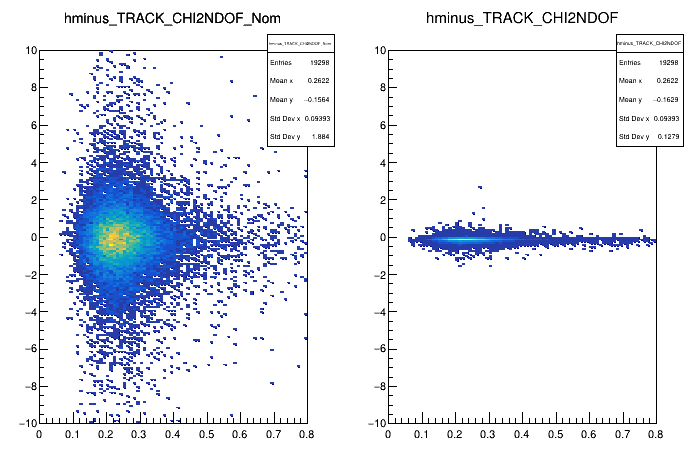 hminus_TRACK_CHI2NDOF_Nom
hminus_TRACK_CHI2NDOF_Nom
Entries 19298
Mean x 0.2622
Mean y −0.1564
Std Dev x 0.09393
Std Dev y 1.884
10
8
6
4
2
0
−2
−4
−6
−8
−10
0 0.1 0.2 0.3 0.4 0.5 0.6 0.7 0.8
hminus_TRACK_CHI2NDOF
hminus_TRACK_CHI2NDOF
Entries 19298
Mean x 0.2622
Mean y −0.1629
Std Dev x 0.09393
Std Dev y 0.1279
10
8
6
4
2
0
−2
−4
−6
−8
−10
0 0.1 0.2 0.3 0.4 0.5 0.6 0.7 0.8